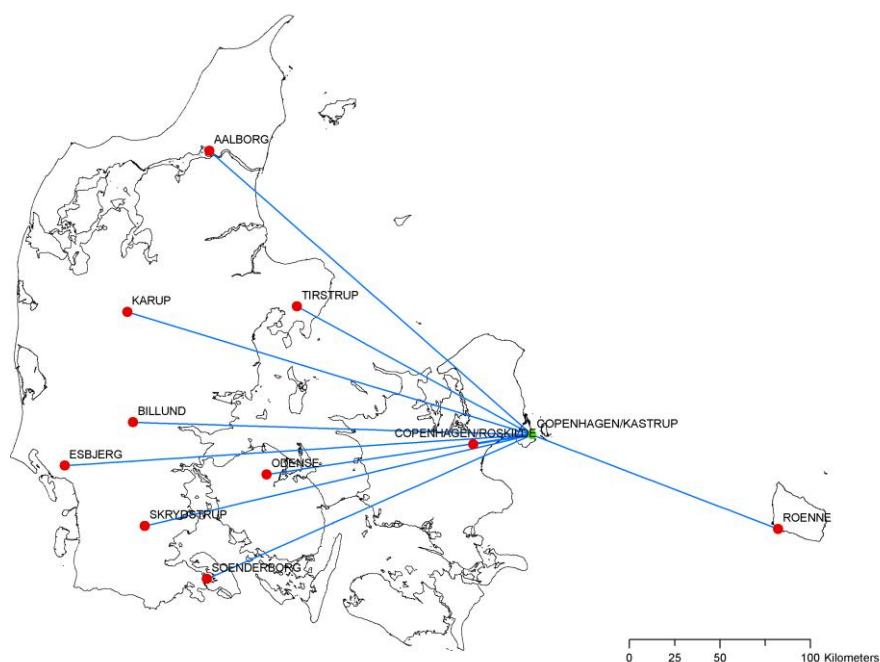 AALBORG
TIRSTRUP
KARUP
BILLUND
COPENHAGEN/KASTRUP
COPENHAGEN/ROSKILDE
ESBJERG
ODENSE
SKRYDSTRUP
ROENNE
SOENDERBORG
0 25 50 100 Kilometers